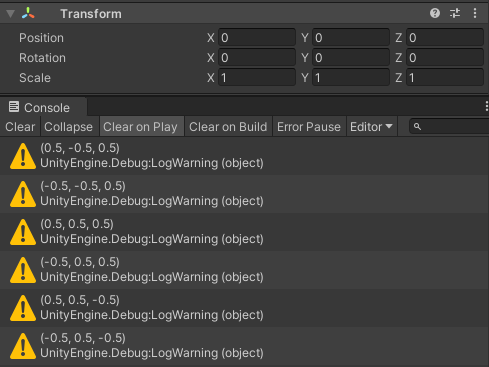 Transform
Position X 0 Y 0 Z 0
Rotation X 0 Y 0 Z 0
Scale X 1 Y 1 Z 1
Console
Clear Collapse Clear on Play Clear on Build Error Pause Editor
(0.5, -0.5, 0.5)
UnityEngine.Debug:LogWarning (object)
(-0.5, -0.5, 0.5)
UnityEngine.Debug:LogWarning (object)
(0.5, 0.5, 0.5)
UnityEngine.Debug:LogWarning (object)
(-0.5, 0.5, 0.5)
UnityEngine.Debug:LogWarning (object)
(0.5, 0.5, -0.5)
UnityEngine.Debug:LogWarning (object)
(-0.5, 0.5, -0.5)
UnityEngine.Debug:LogWarning (object)